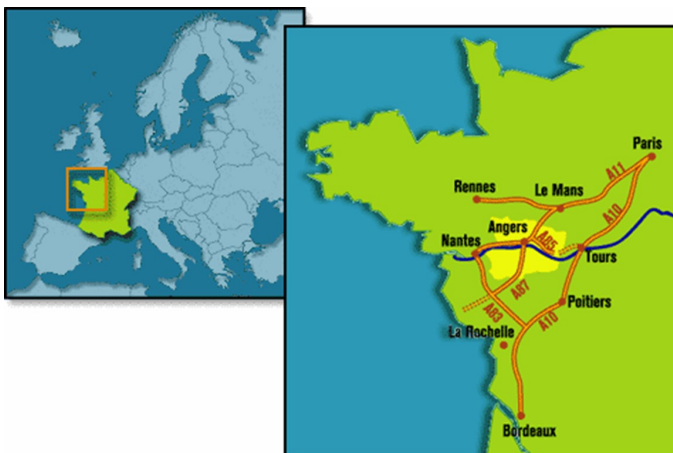 Paris
A11
Rennes
Le Mans
A10
Angers
Nantes
A85
Tours
A87
A83
Poitiers
A10
La Rochelle
Bordeaux